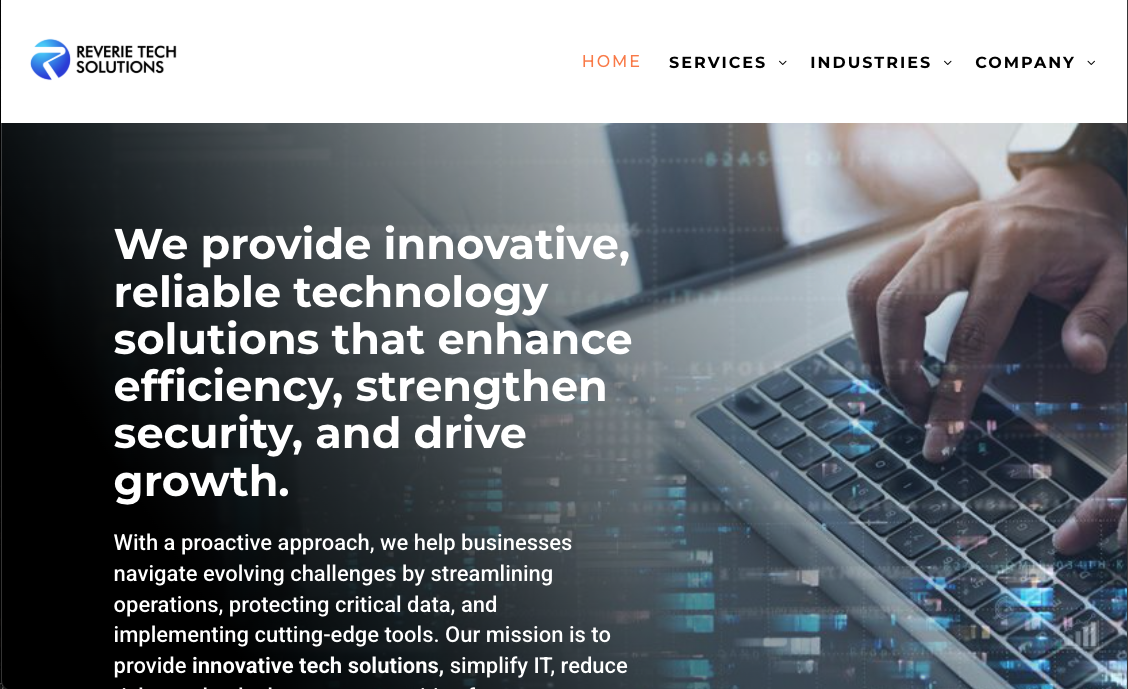 REVERIE TECH
SOLUTIONS
HOME
SERVICES
INDUSTRIES
COMPANY
We provide innovative,
reliable technology
solutions that enhance
efficiency, strengthen
security, and drive
growth.
With a proactive approach, we help businesses
navigate evolving challenges by streamlining
operations, protecting critical data, and
implementing cutting-edge tools. Our mission is to
provide innovative tech solutions, simplify IT, reduce